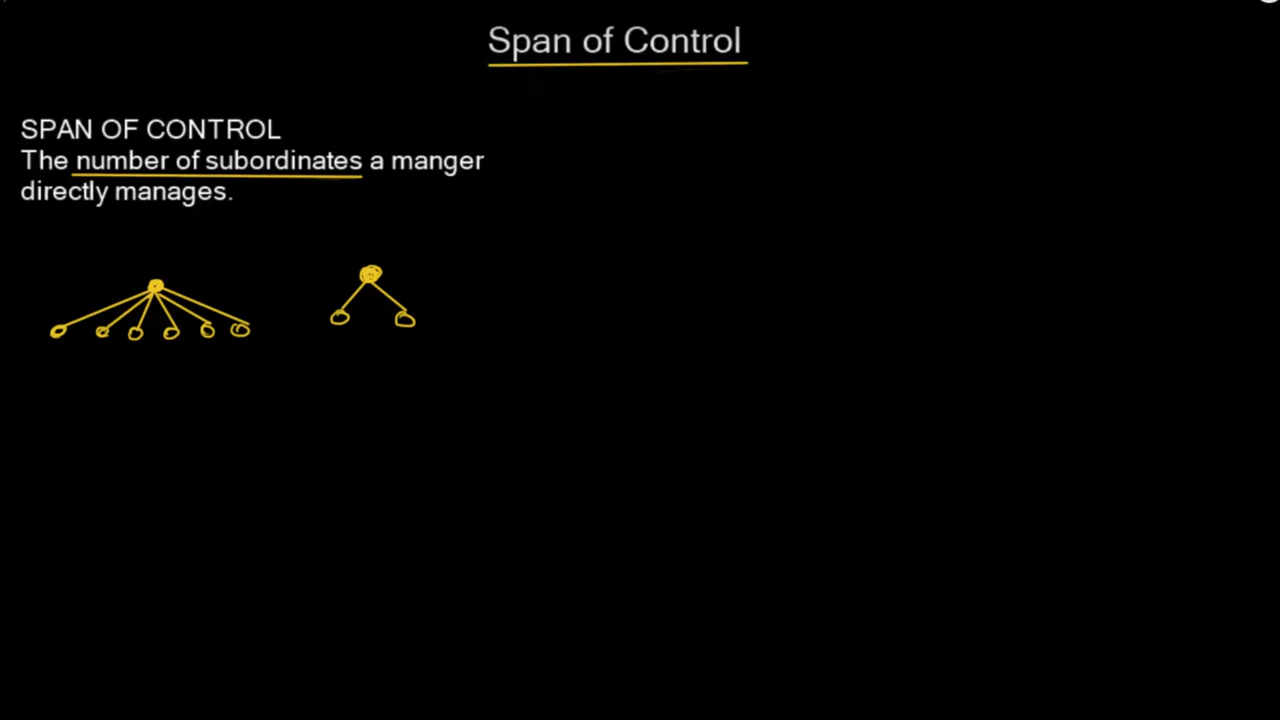 Span of Control
SPAN OF CONTROL
The number of subordinates a manger
directly manages.